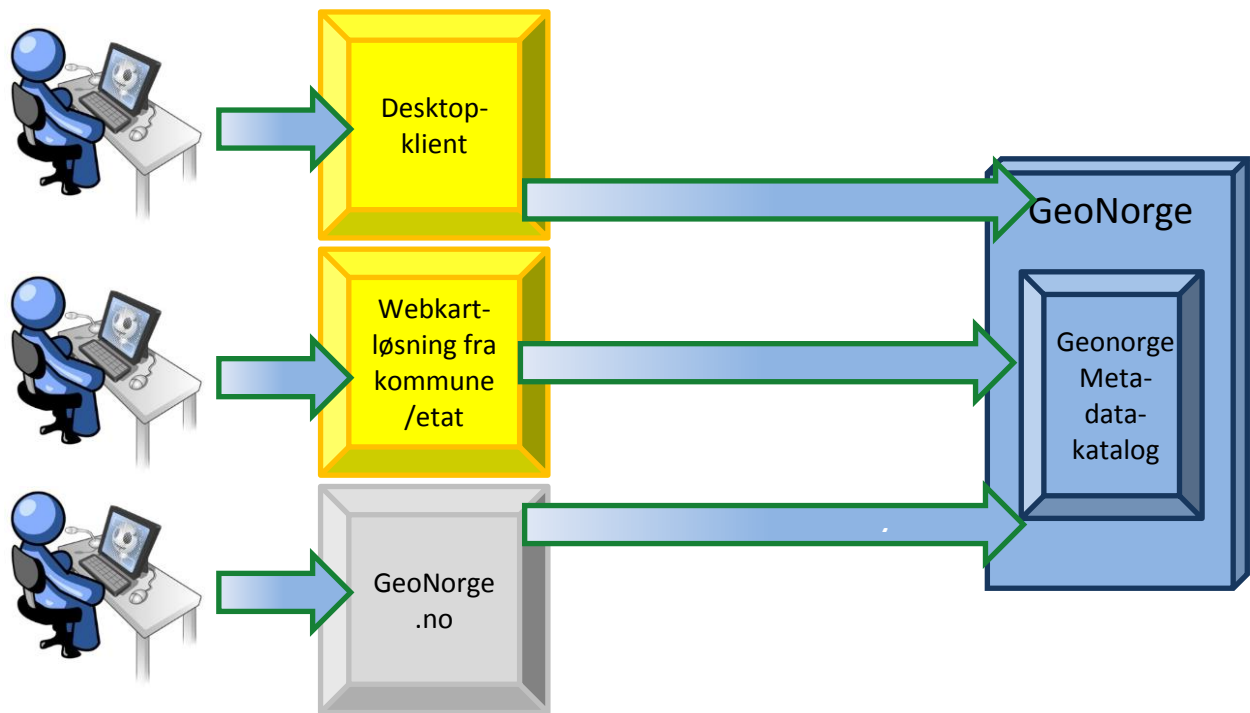 Desktop-
klient
GeoNorge
Webkart-
løsning fra
kommune
/etat
Geonorge
Meta-
data-
katalog
GeoNorge
.no